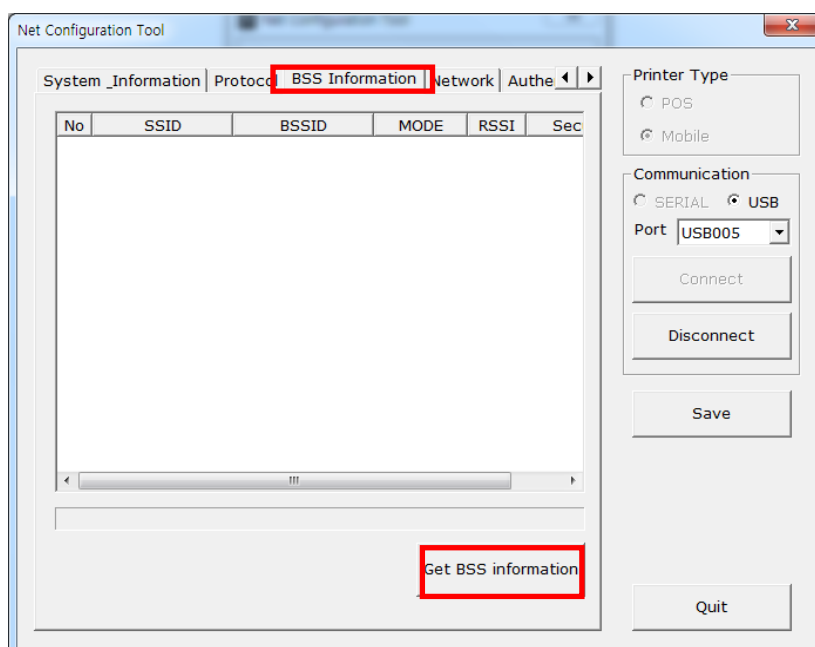 Net Configuration Tool
System _Information Protocol BSS Information Network Authe
No SSID BSSID MODE RSSI Sec
Get BSS information
Printer Type
POS
Mobile
Communication
SERIAL USB
Port USB005
Connect
Disconnect
Save
Quit